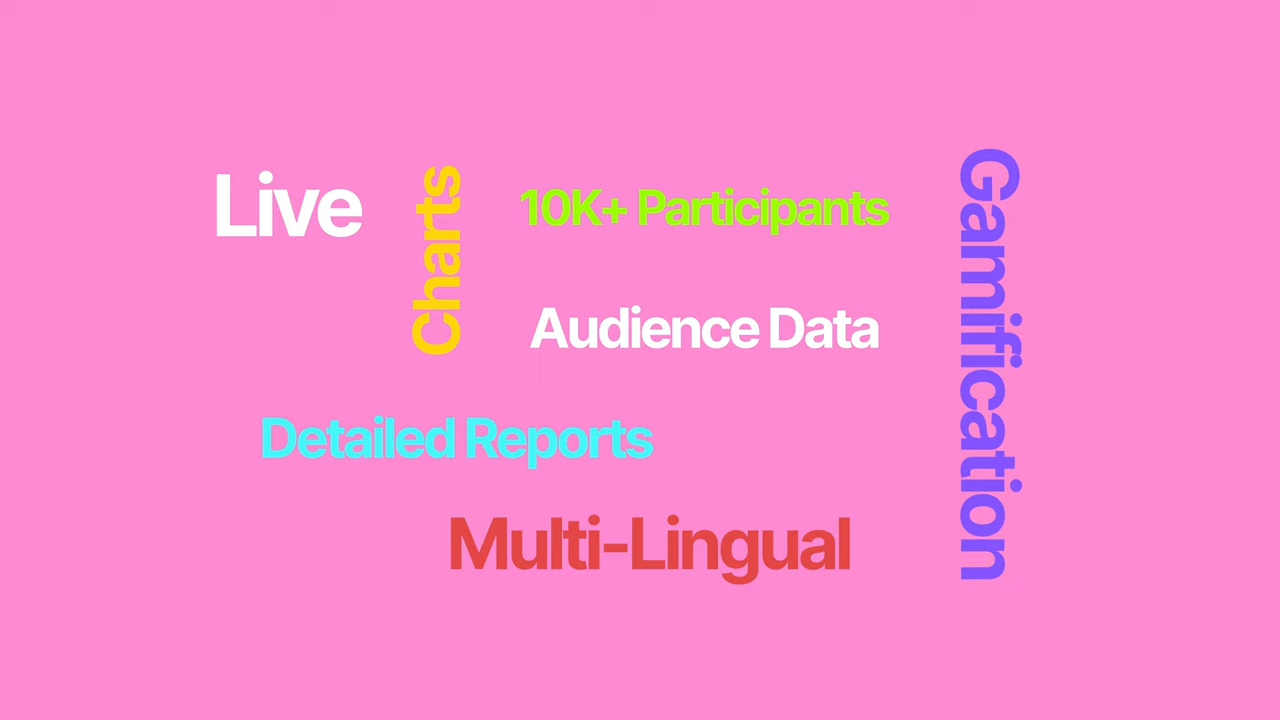 Live
Charts
10K+ Participants
Gamification
Audience Data
Detailed Reports
Multi-Lingual